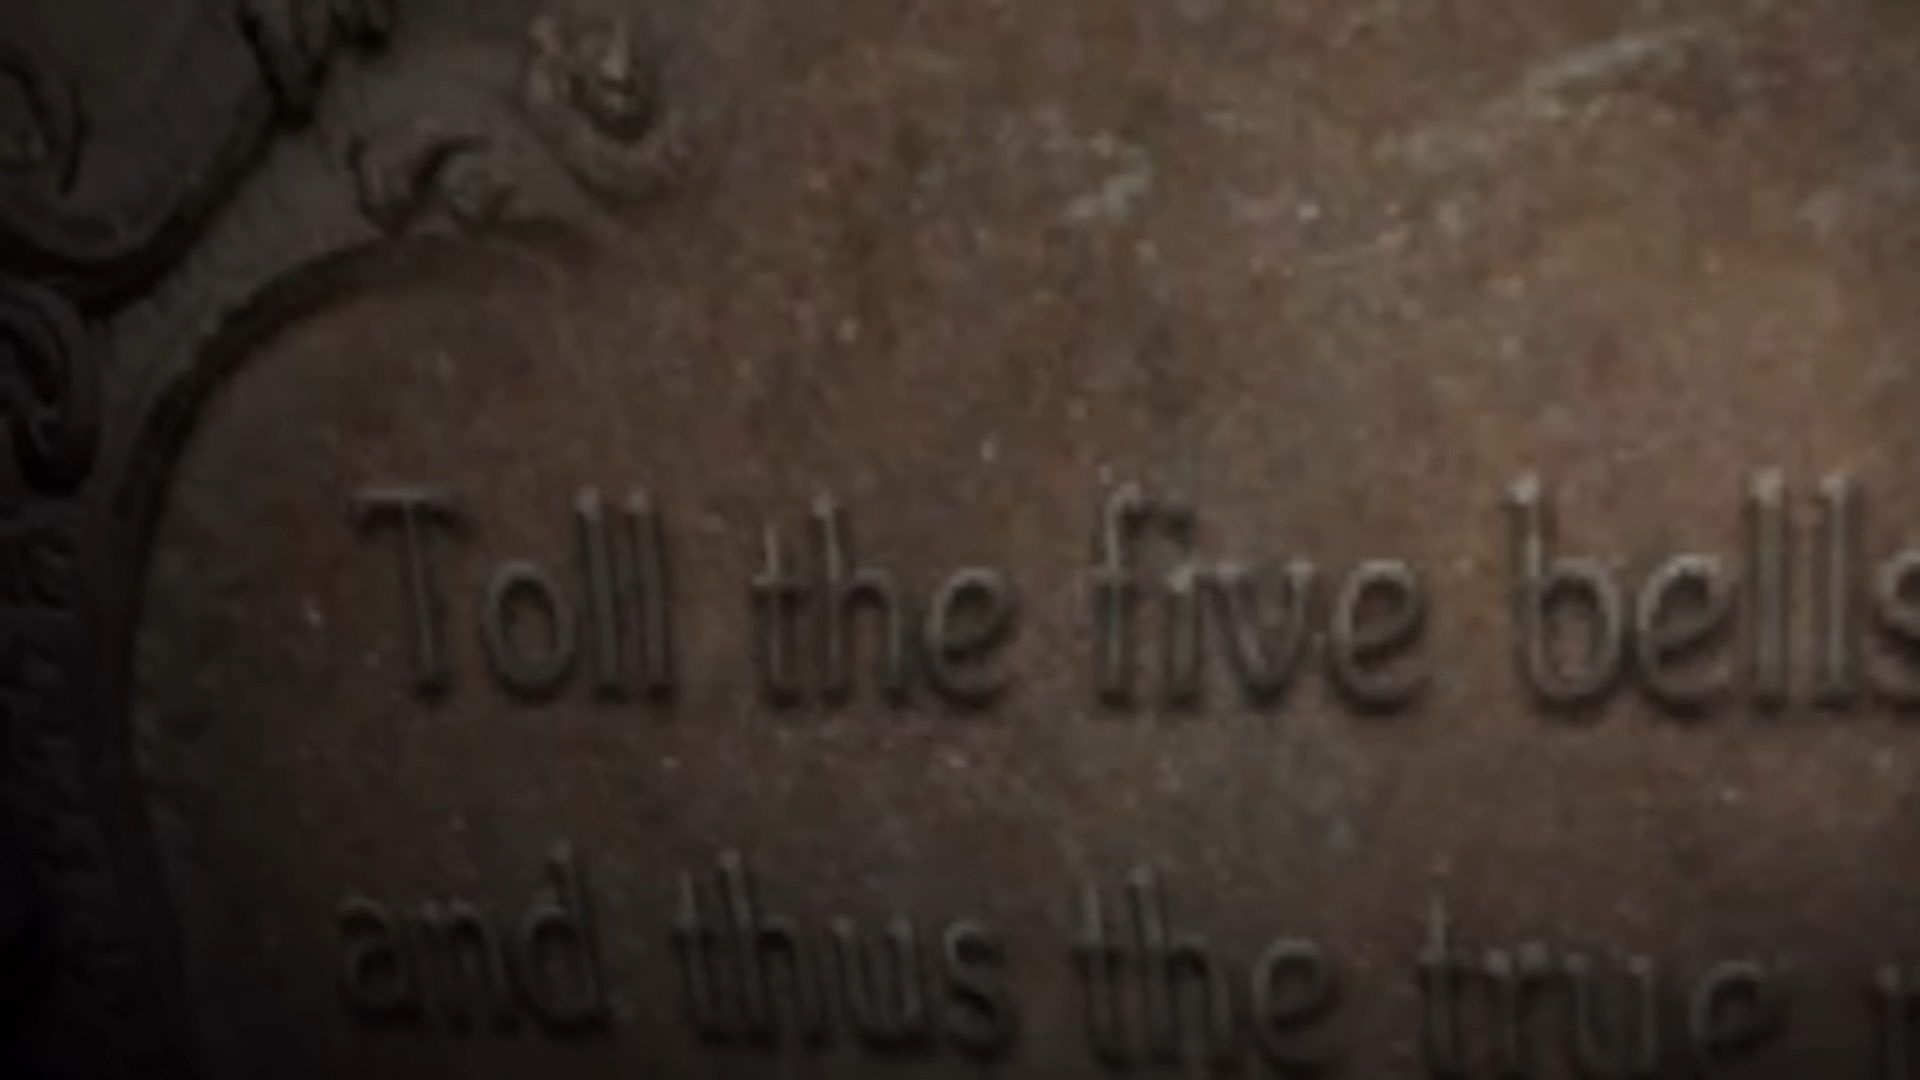 Toll the five bells
and thus the true